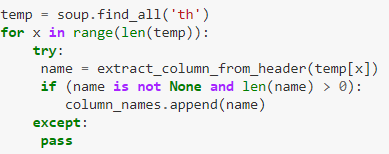 temp = soup.find_all('th')
for x in range(len(temp)):
    try:
     name = extract_column_from_header(temp[x])
     if (name is not None and len(name) > 0):
        column_names.append(name)
    except:
     pass